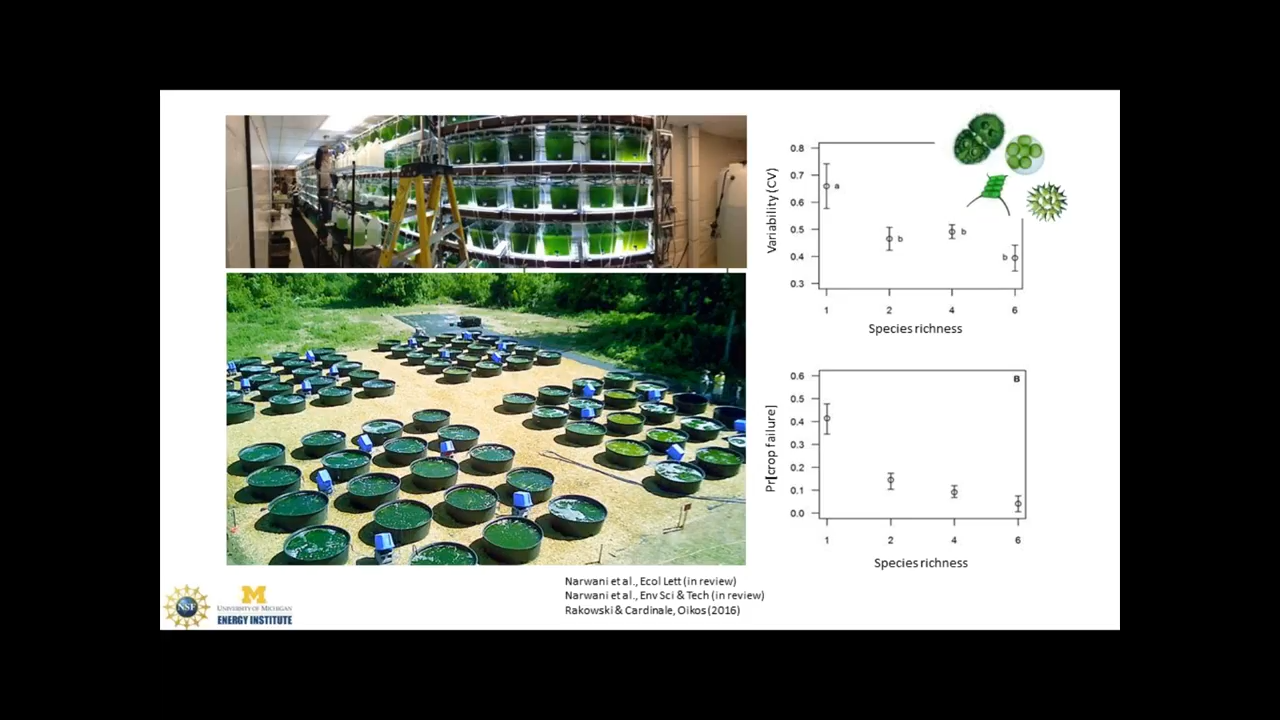 Variability (CV)
0.8
0.7
0.6
0.5
0.4
0.3
a
b
b
b
1 2 4 6
Species richness
Pr[crop failure]
0.6
0.5
0.4
0.3
0.2
0.1
0.0
B
1 2 4 6
Species richness
Narwani et al., Ecol Lett (in review)
Narwani et al., Env Sci & Tech (in review)
Rakowski & Cardinale, Oikos (2016)
NSF
M
UNIVERSITY OF MICHIGAN
ENERGY INSTITUTE